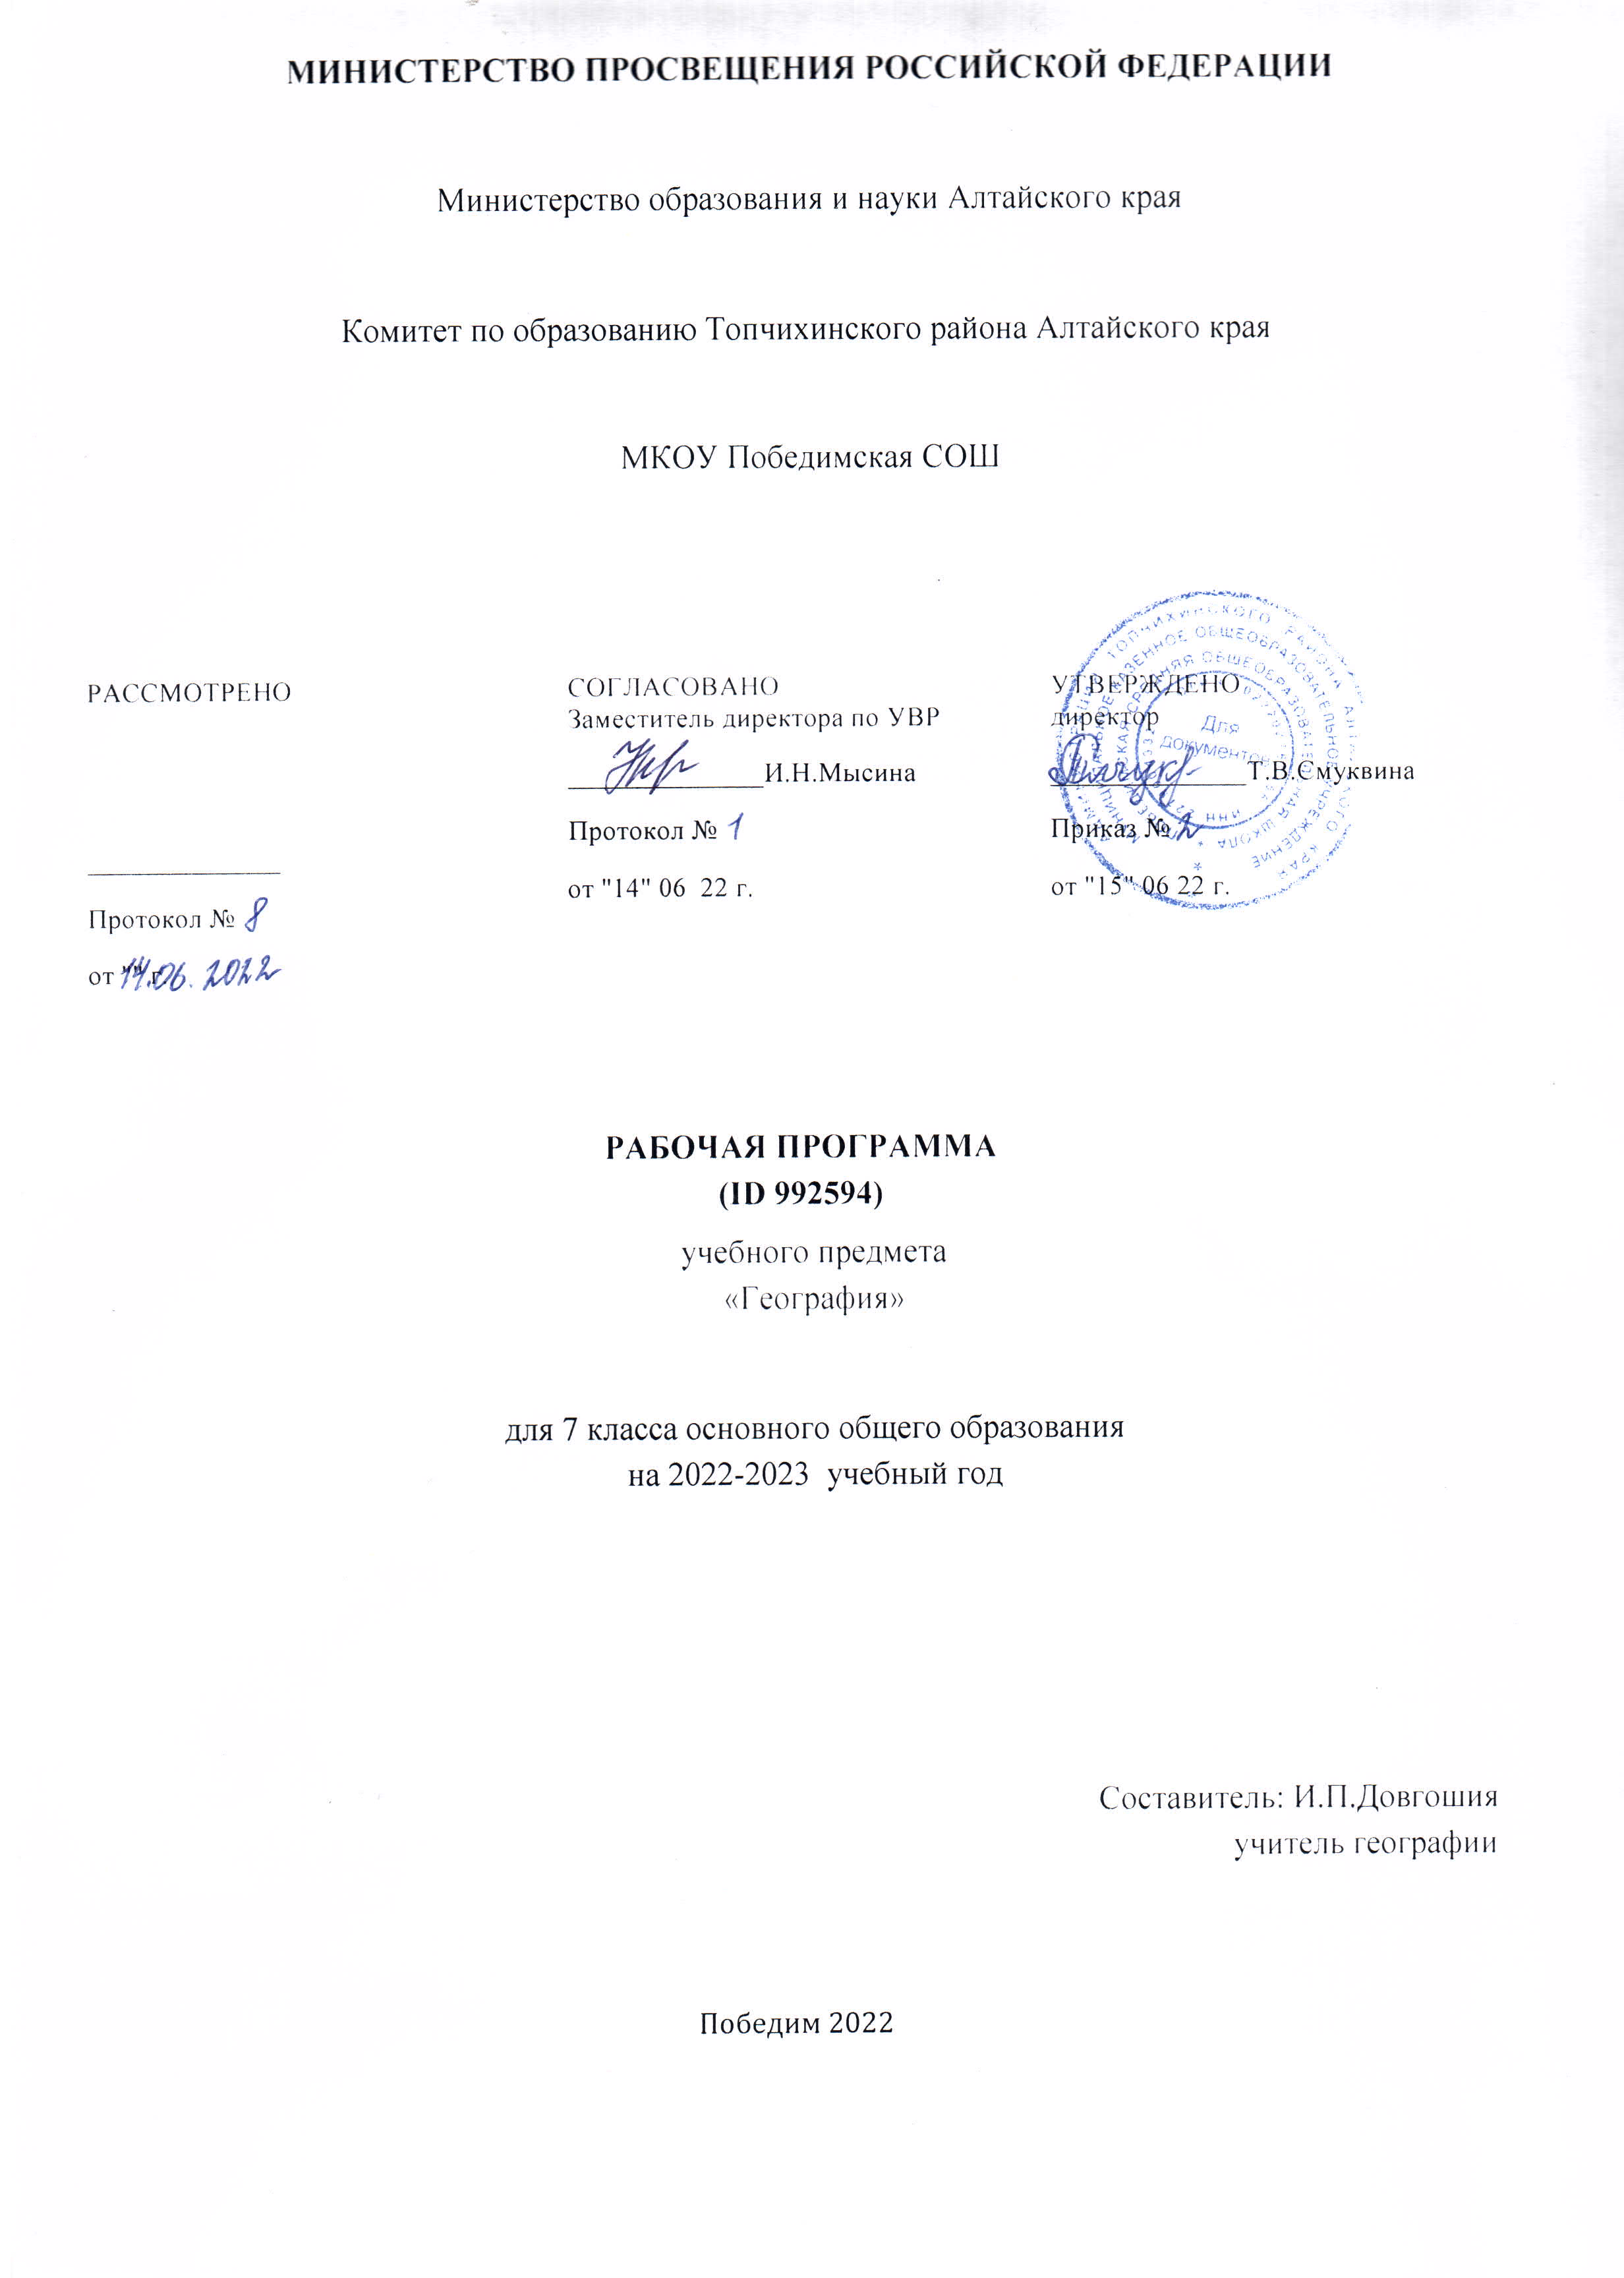 МИНИСТЕРСТВО ПРОСВЕЩЕНИЯ РОССИЙСКОЙ ФЕДЕРАЦИИ
Министерство образования и науки Алтайского края
Комитет по образованию Топчихинского района Алтайского края
МКОУ Победимская СОШ
РАССМОТРЕНО
Протокол № 8
от "" г. 14.06. 2022
СОГЛАСОВАНО
Заместитель директора по УВР
И.Н.Мысина
Протокол № 1
от "14" 06 22 г.
УТВЕРЖДЕНО
директор
Т.В.Смуквина
Приказ № 2
от "15" 06 22 г.
Для
документов
РАБОЧАЯ ПРОГРАММА
(ID 992594)
учебного предмета
«География»
для 7 класса основного общего образования
на 2022-2023 учебный год
Составитель: И.П.Довгошия
учитель географии
Победим 2022